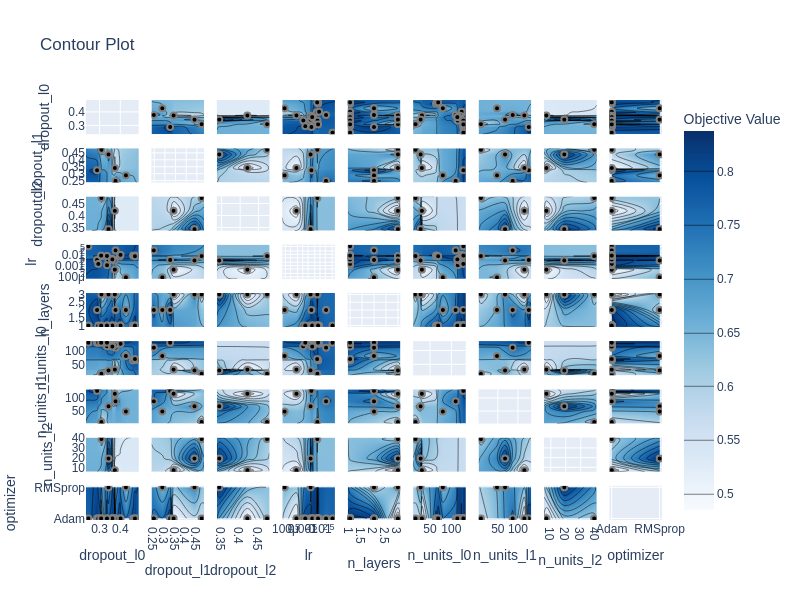 Contour Plot
Objective Value
0.8
0.75
0.7
0.65
0.6
0.55
0.5
dropout_l0
0.4
0.3
dropout_l1
0.45
0.4
0.35
0.25
dropout_l2
0.45
0.4
0.35
lr
0.01
0.001
100μ
n_layers
3
2.5
2
1.5
1
n_units_l0
100
50
n_units_l1
100
50
n_units_l2
40
30
20
10
optimizer
RMSprop
Adam
0.3 0.4
0.25 0.3 0.35 0.4 0.45
0.35 0.4 0.45
1 1.5 2 2.5 3
50 100
50 100
10 20 30 40
Adam RMSprop
dropout_l0
dropout_l1
dropout_l2
lr
n_layers
n_units_l0
n_units_l1
n_units_l2
optimizer